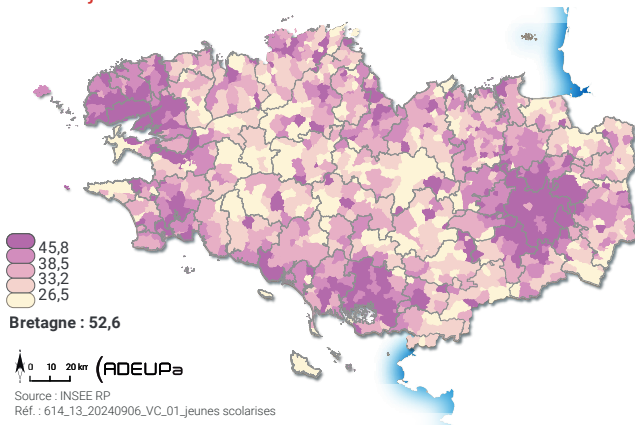 45,8
38,5
33,2
26,5
Bretagne : 52,6
0 10 20 km
ADEUPa
Source : INSEE RP
Réf. : 614_13_20240906_VC_01_jeunes scolarises